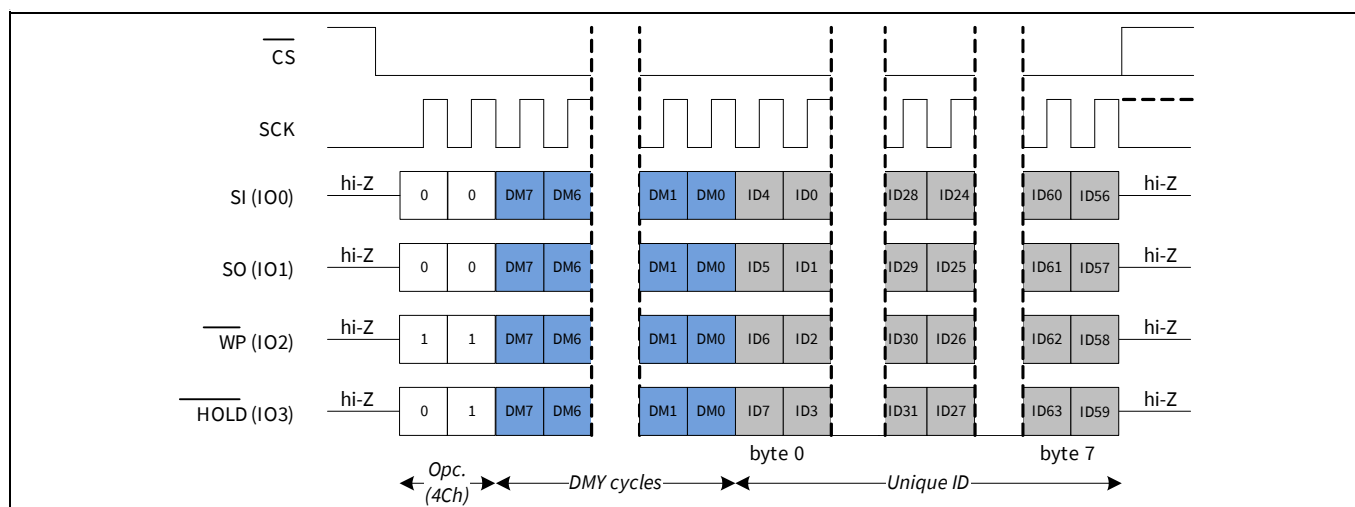 CS
SCK
SI (IO0) hi-Z 0 0 DM7 DM6 DM1 DM0 ID4 ID0 ID28 ID24 ID60 ID56 hi-Z
SO (IO1) hi-Z 0 0 DM7 DM6 DM1 DM0 ID5 ID1 ID29 ID25 ID61 ID57 hi-Z
WP (IO2) hi-Z 1 1 DM7 DM6 DM1 DM0 ID6 ID2 ID30 ID26 ID62 ID58 hi-Z
HOLD (IO3) hi-Z 0 1 DM7 DM6 DM1 DM0 ID7 ID3 ID31 ID27 ID63 ID59 hi-Z
byte 0 byte 7
Opc. DMY cycles Unique ID
(4Ch)